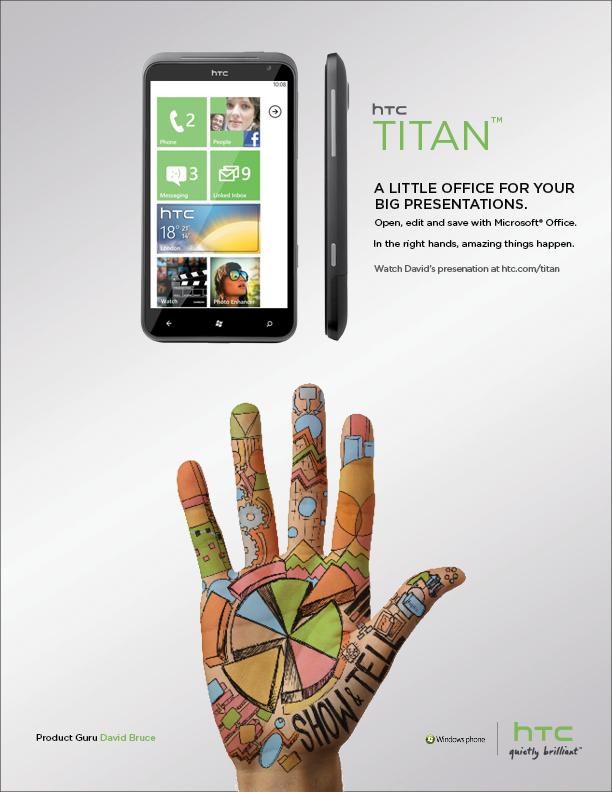 htc
10:08
2
Phone
People
f
3
Messaging
9
Linked Inbox
htc
18° 21°
14°
London
Watch
Photo Enhancer
htc
TITAN™
A LITTLE OFFICE FOR YOUR
BIG PRESENTATIONS.
Open, edit and save with Microsoft® Office.
In the right hands, amazing things happen.
Watch David's presenation at htc.com/titan
SHOW &
TELL
Product Guru David Bruce
Windows phone
htc
quietly brilliant™